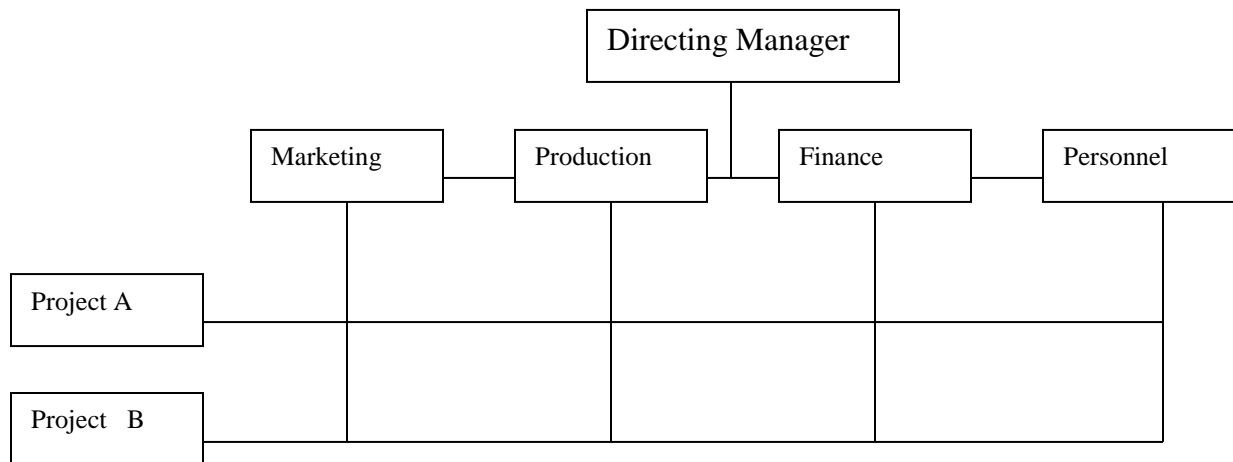 Directing Manager
Marketing
Production
Finance
Personnel
Project A
Project B